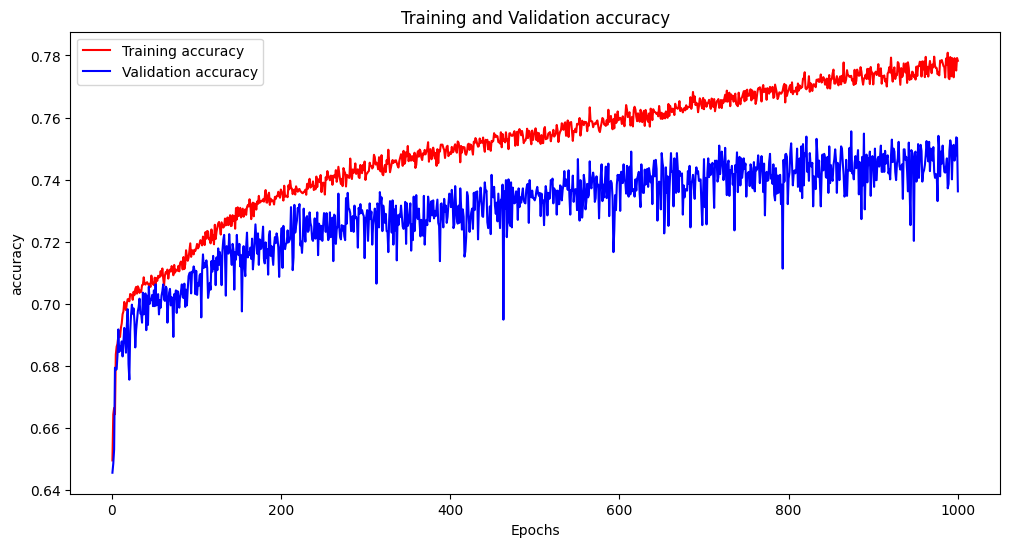 Training and Validation accuracy
Training accuracy
Validation accuracy
0.78
0.76
0.74
0.72
0.70
0.68
0.66
0.64
accuracy
0
200
400
600
800
1000
Epochs